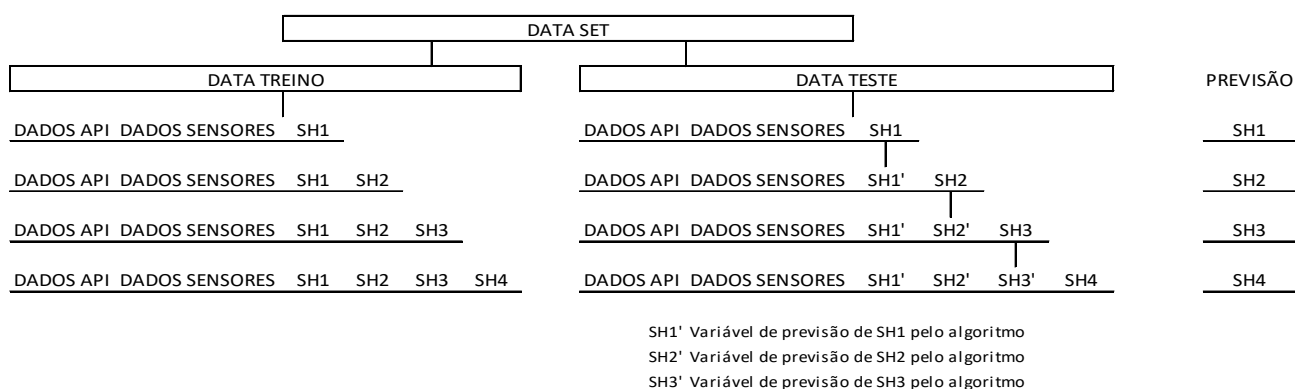 DATA SET
DATA TREINO DATA TESTE PREVISÃO
DADOS API DADOS SENSORES SH1 DADOS API DADOS SENSORES SH1 SH1
DADOS API DADOS SENSORES SH1 SH2 DADOS API DADOS SENSORES SH1' SH2 SH2
DADOS API DADOS SENSORES SH1 SH2 SH3 DADOS API DADOS SENSORES SH1' SH2' SH3 SH3
DADOS API DADOS SENSORES SH1 SH2 SH3 SH4 DADOS API DADOS SENSORES SH1' SH2' SH3' SH4 SH4
SH1' Variável de previsão de SH1 pelo algoritmo
SH2' Variável de previsão de SH2 pelo algoritmo
SH3' Variável de previsão de SH3 pelo algoritmo